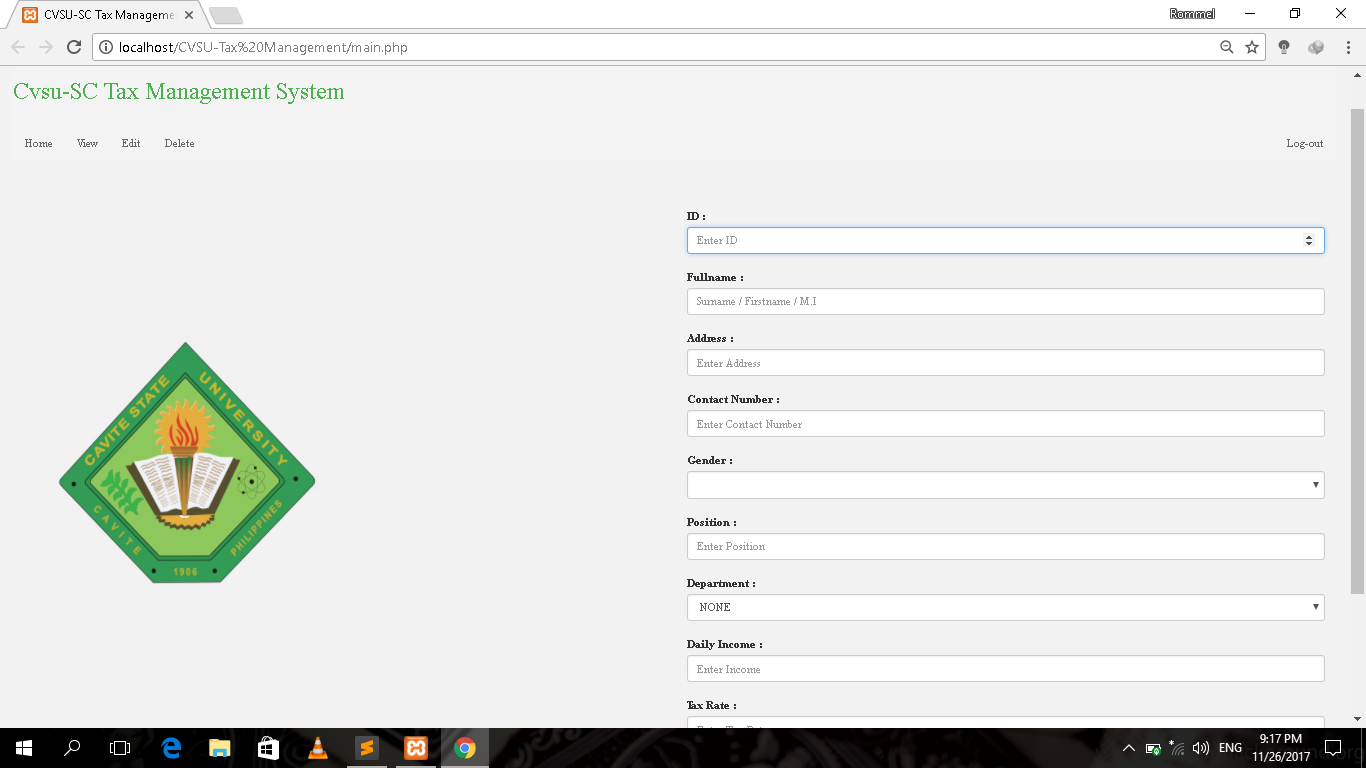 CVSU-SC Tax Manageme
Rommel
localhost/CVSU-Tax%20Management/main.php
Cvsu-SC Tax Management System
Home View Edit Delete Log-out
ID :
Enter ID
Fullname :
Surname / Firstname / M.I
Address :
Enter Address
Contact Number :
Enter Contact Number
Gender :
Position :
Enter Position
Department :
NONE
Daily Income :
Enter Income
Tax Rate :
CAVITE STATE UNIVERSITY
CAVITE PHILIPPINES
1906
ENG
9:17 PM
11/26/2017